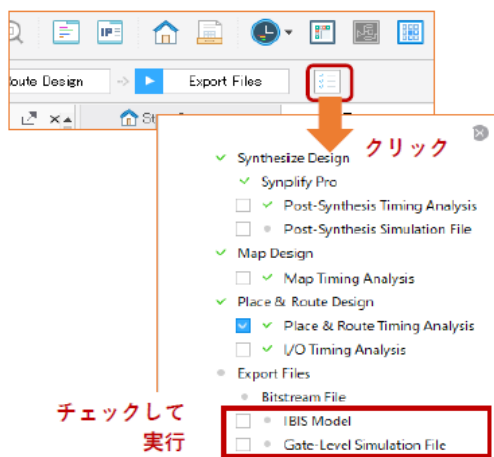 IP
oute Design
Export Files
St
クリック
Synthesize Design
Synplify Pro
Post-Synthesis Timing Analysis
Post-Synthesis Simulation File
Map Design
Map Timing Analysis
Place & Route Design
Place & Route Timing Analysis
I/O Timing Analysis
Export Files
Bitstream File
チェックして
IBIS Model
実行
Gate-Level Simulation File